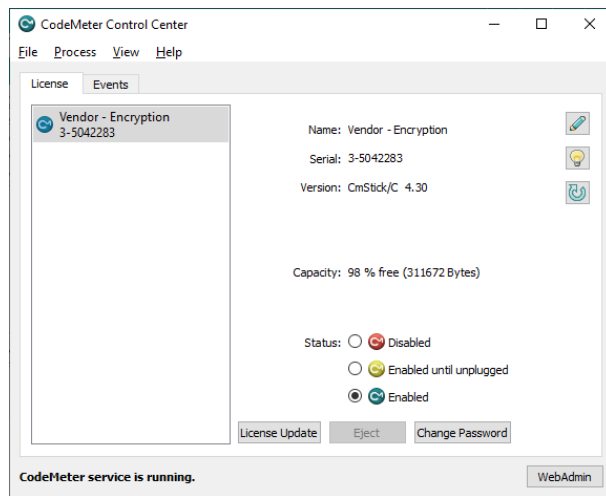 CodeMeter Control Center
File Process View Help
License Events
Vendor - Encryption
3-5042283
Name: Vendor - Encryption
Serial: 3-5042283
Version: CmStick/C 4.30
Capacity: 98 % free (311672 Bytes)
Status: Disabled
Enabled until unplugged
Enabled
License Update Eject Change Password
CodeMeter service is running. WebAdmin